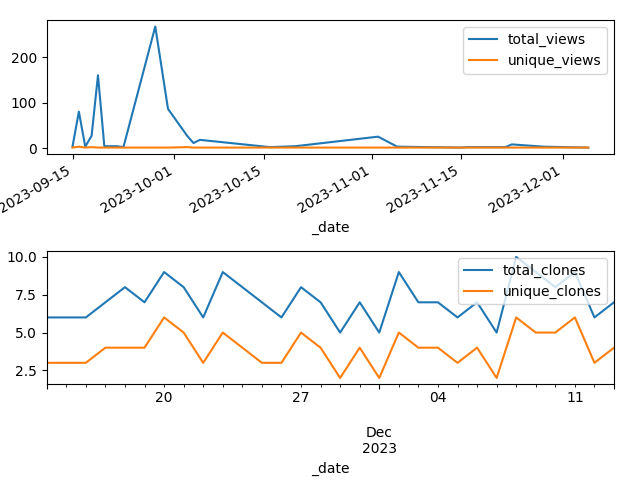 200
100
0
total_views
unique_views
2023-09-15
2023-10-01
2023-10-15
2023-11-01
2023-11-15
2023-12-01
_date
10.0
7.5
5.0
2.5
total_clones
unique_clones
20
27
04
11
Dec
2023
_date